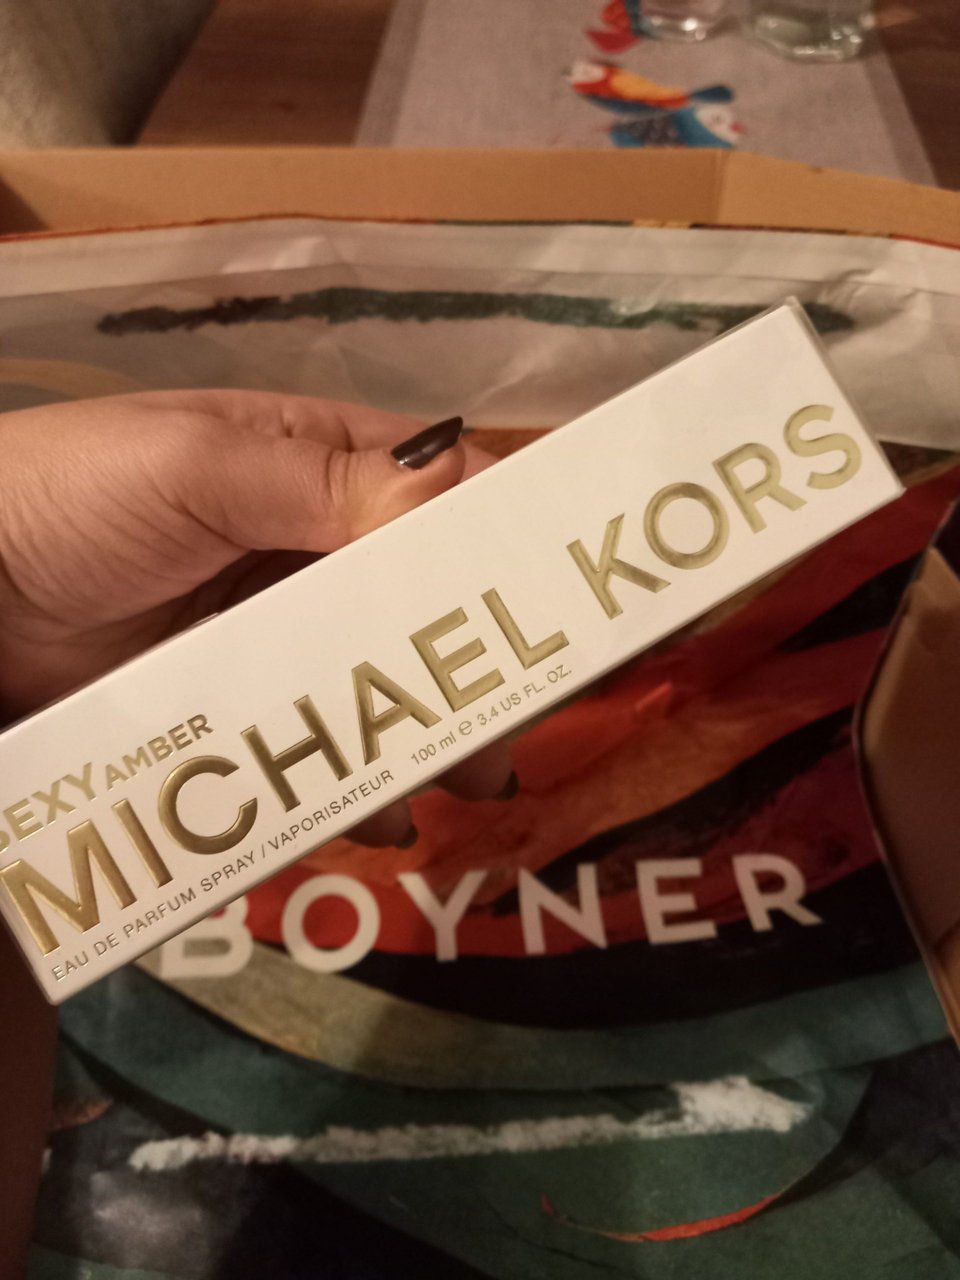 SEXY AMBER
MICHAEL KORS
EAU DE PARFUM SPRAY / VAPORISATEUR 100 ml e 3.4 US FL. OZ.
BOYNER